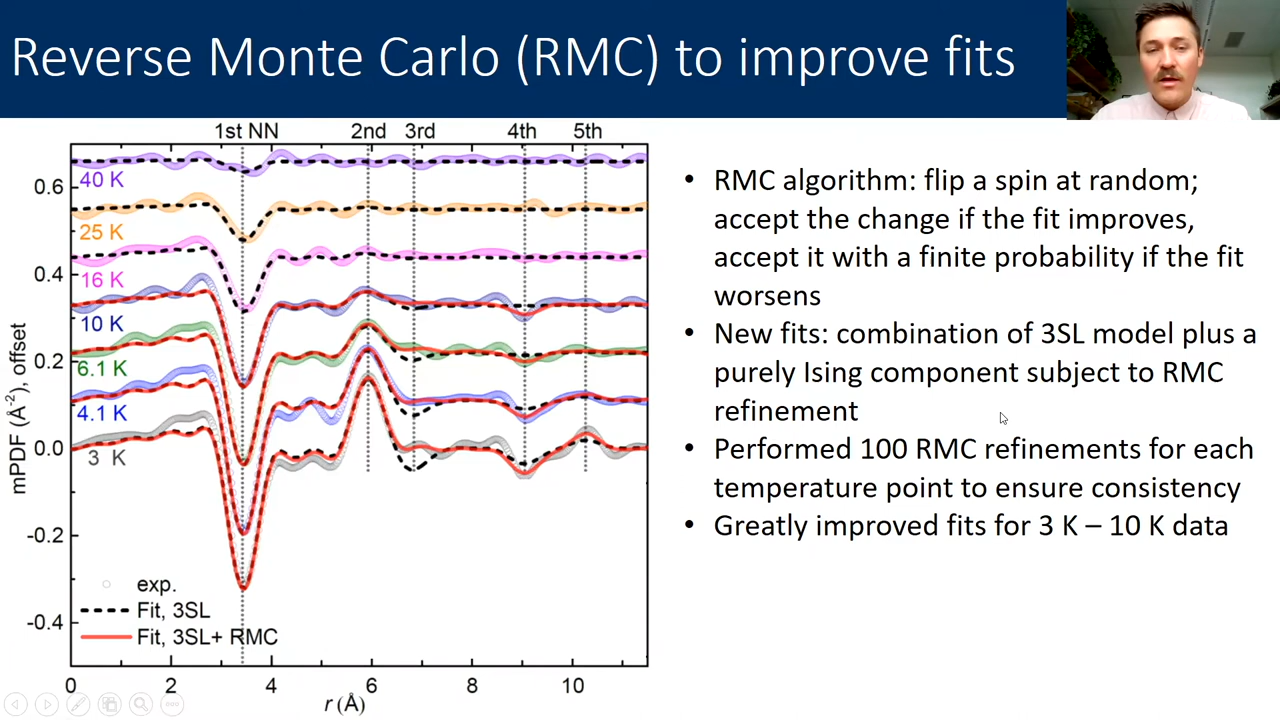 Reverse Monte Carlo (RMC) to improve fits
1st NN 2nd 3rd 4th 5th
40 K
0.6
25 K
0.4
16 K
10 K
0.2
6.1 K
4.1 K
0.0
3 K
-0.2
-0.4
mPDF (Å⁻²), offset
exp.
Fit, 3SL
Fit, 3SL+ RMC
0 2 4 6 8 10
r (Å)
• RMC algorithm: flip a spin at random;
accept the change if the fit improves,
accept it with a finite probability if the fit
worsens
• New fits: combination of 3SL model plus a
purely Ising component subject to RMC
refinement
• Performed 100 RMC refinements for each
temperature point to ensure consistency
• Greatly improved fits for 3 K – 10 K data